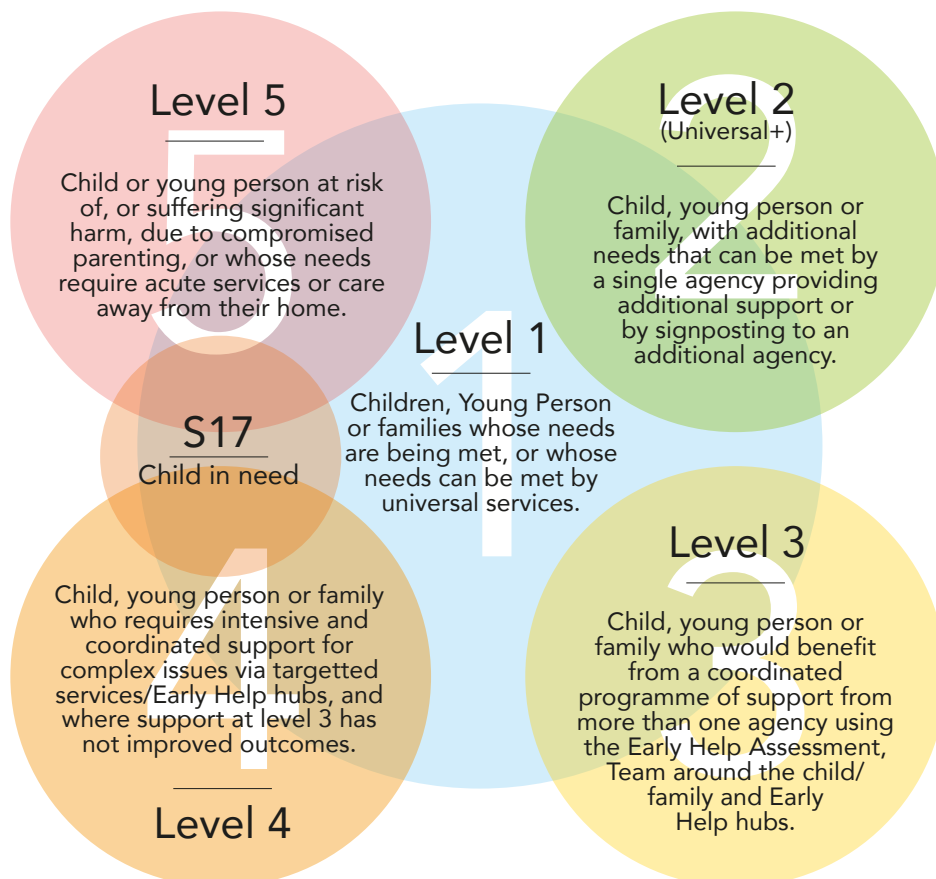 Level 5
5
Child or young person at risk
of, or suffering significant
harm, due to compromised
parenting, or whose needs
require acute services or care
away from their home.
Level 2
(Universal+)
2
Child, young person or
family, with additional
needs that can be met by
a single agency providing
additional support or
by signposting to an
additional agency.
Level 1
1
Children, Young Person
or families whose needs
are being met, or whose
needs can be met by
universal services.
S17
Child in need
4
Child, young person or family
who requires intensive and
coordinated support for
complex issues via targetted
services/Early Help hubs, and
where support at level 3 has
not improved outcomes.
Level 4
Level 3
3
Child, young person or
family who would benefit
from a coordinated
programme of support from
more than one agency using
the Early Help Assessment,
Team around the child/
family and Early
Help hubs.